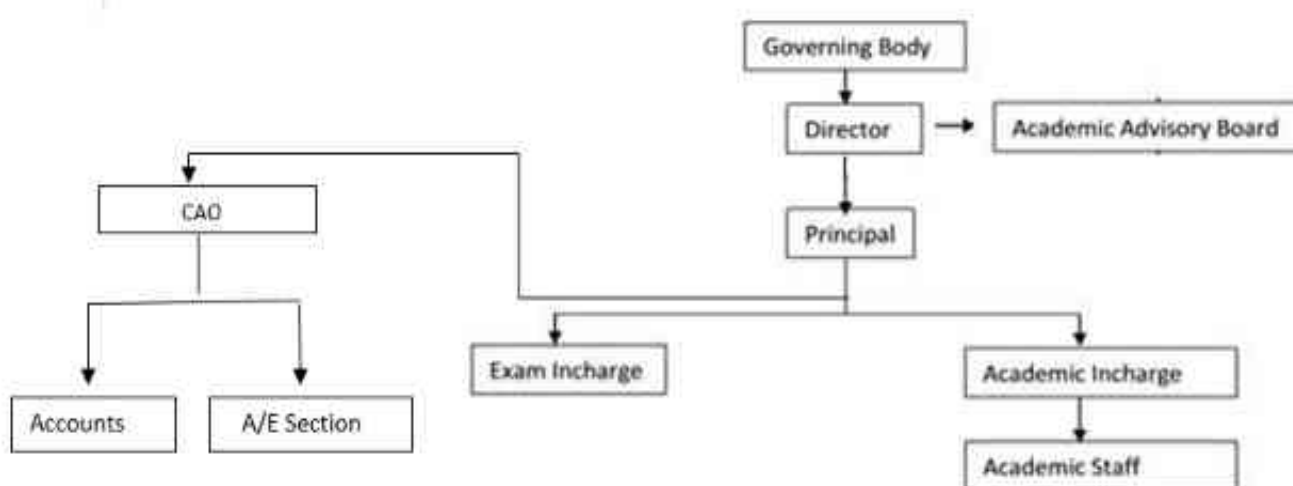 Governing Body
Director
Academic Advisory Board
CAO
Principal
Exam Incharge
Academic Incharge
Accounts
A/E Section
Academic Staff